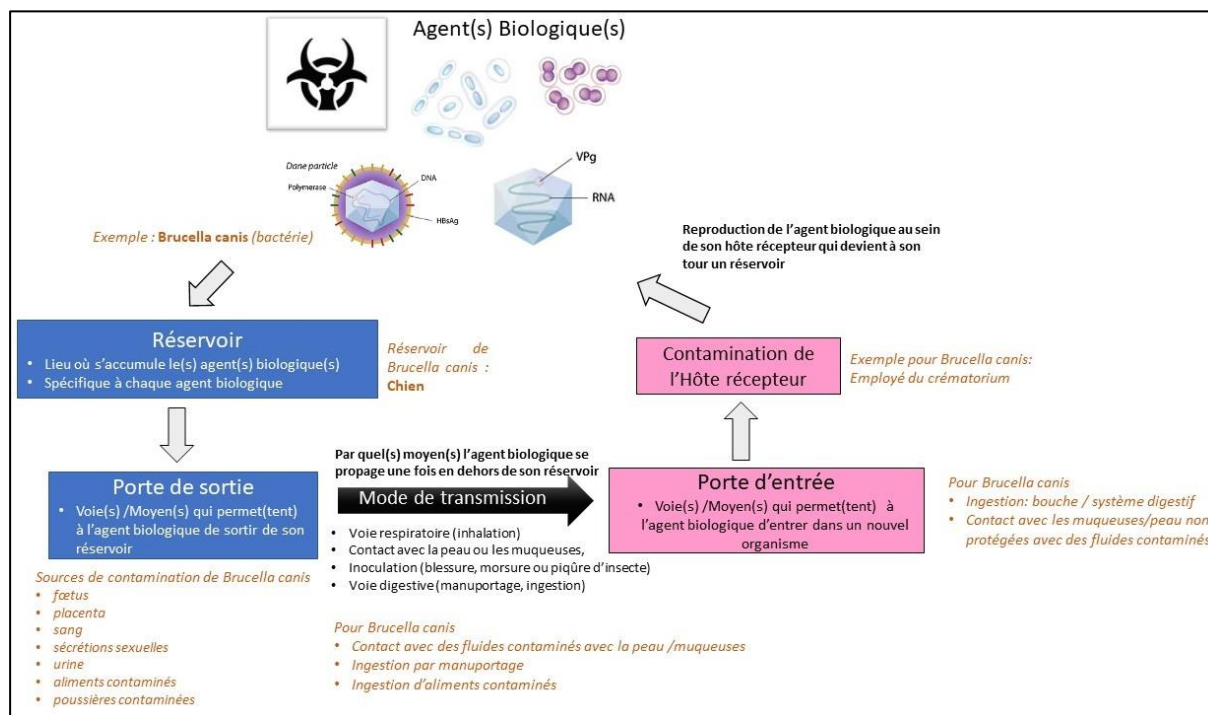 Agent(s) Biologique(s)
Dane particle
Polymerase
DNA
HBsAg
VPg
RNA
Exemple : Brucella canis (bactérie)
Reproduction de l'agent biologique au sein
de son hôte récepteur qui devient à son
tour un réservoir
Réservoir
• Lieu où s'accumule le(s) agent(s) biologique(s)
• Spécifique à chaque agent biologique
Réservoir de
Brucella canis :
Chien
Contamination de
l'Hôte récepteur
Exemple pour Brucella canis:
Employé du crématorium
Porte de sortie
• Voie(s) /Moyen(s) qui permet(tent)
à l'agent biologique de sortir de son
réservoir
Par quel(s) moyen(s) l'agent biologique se
propage une fois en dehors de son réservoir
Mode de transmission
• Voie respiratoire (inhalation)
• Contact avec la peau ou les muqueuses,
• Inoculation (blessure, morsure ou piqûre d'insecte)
• Voie digestive (manuportage, ingestion)
Porte d'entrée
• Voie(s) /Moyen(s) qui permet(tent) à
l'agent biologique d'entrer dans un nouvel
organisme
Pour Brucella canis
• Ingestion: bouche / système digestif
• Contact avec les muqueuses/peau non
protégées avec des fluides contaminés
Sources de contamination de Brucella canis
• fœtus
• placenta
• sang
• sécrétions sexuelles
• urine
• aliments contaminés
• poussières contaminées
Pour Brucella canis
• Contact avec des fluides contaminés avec la peau /muqueuses
• Ingestion par manuportage
• Ingestion d'aliments contaminés